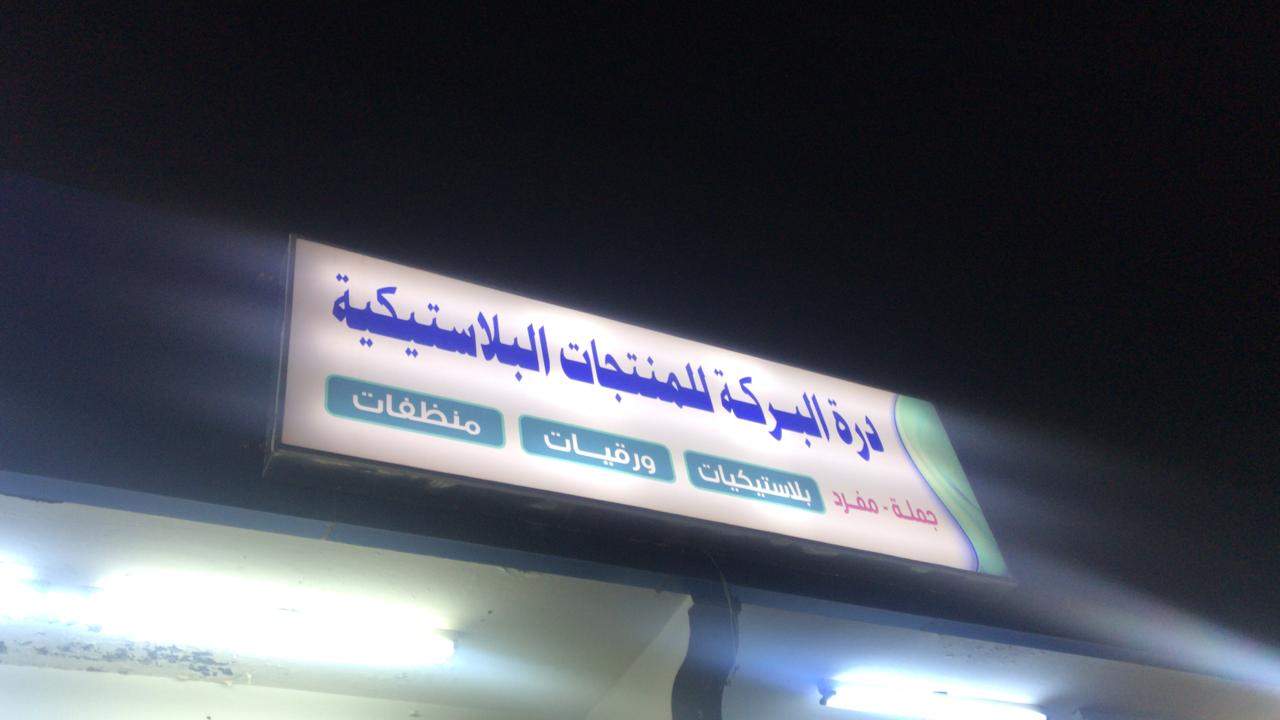 درة البركة للمنتجات البلاستيكية
جملة - مفرد بلاستيكيات ورقيات منظفات